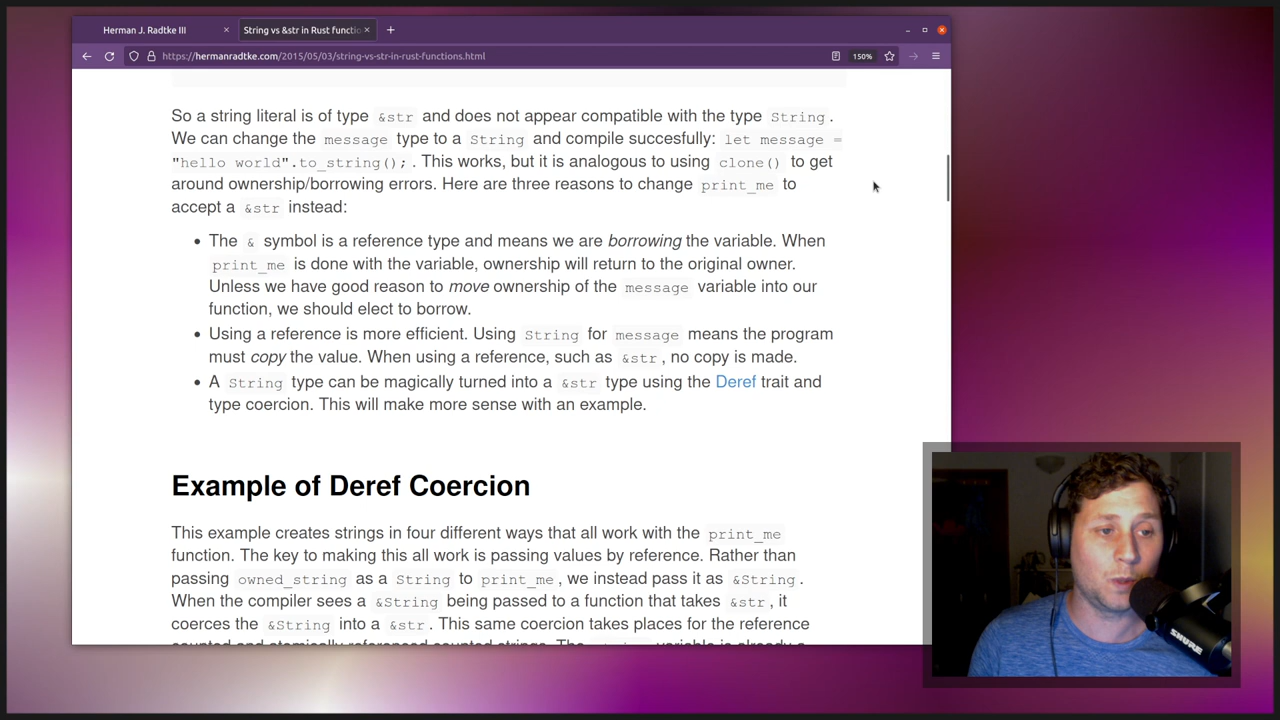 Herman J. Radtke III
String vs &str in Rust functio
https://hermanradtke.com/2015/05/03/string-vs-str-in-rust-functions.html
150%
So a string literal is of type &str and does not appear compatible with the type String.
We can change the message type to a String and compile succesfully: let message =
"hello world".to_string();. This works, but it is analogous to using clone() to get
around ownership/borrowing errors. Here are three reasons to change print_me to
accept a &str instead:
• The & symbol is a reference type and means we are borrowing the variable. When
print_me is done with the variable, ownership will return to the original owner.
Unless we have good reason to move ownership of the message variable into our
function, we should elect to borrow.
• Using a reference is more efficient. Using String for message means the program
must copy the value. When using a reference, such as &str, no copy is made.
• A String type can be magically turned into a &str type using the Deref trait and
type coercion. This will make more sense with an example.
Example of Deref Coercion
This example creates strings in four different ways that all work with the print_me
function. The key to making this all work is passing values by reference. Rather than
passing owned_string as a String to print_me, we instead pass it as &String.
When the compiler sees a &String being passed to a function that takes &str, it
coerces the &String into a &str. This same coercion takes places for the reference
counted and atomically referenced counted strings. The string variable is already a
SHURE